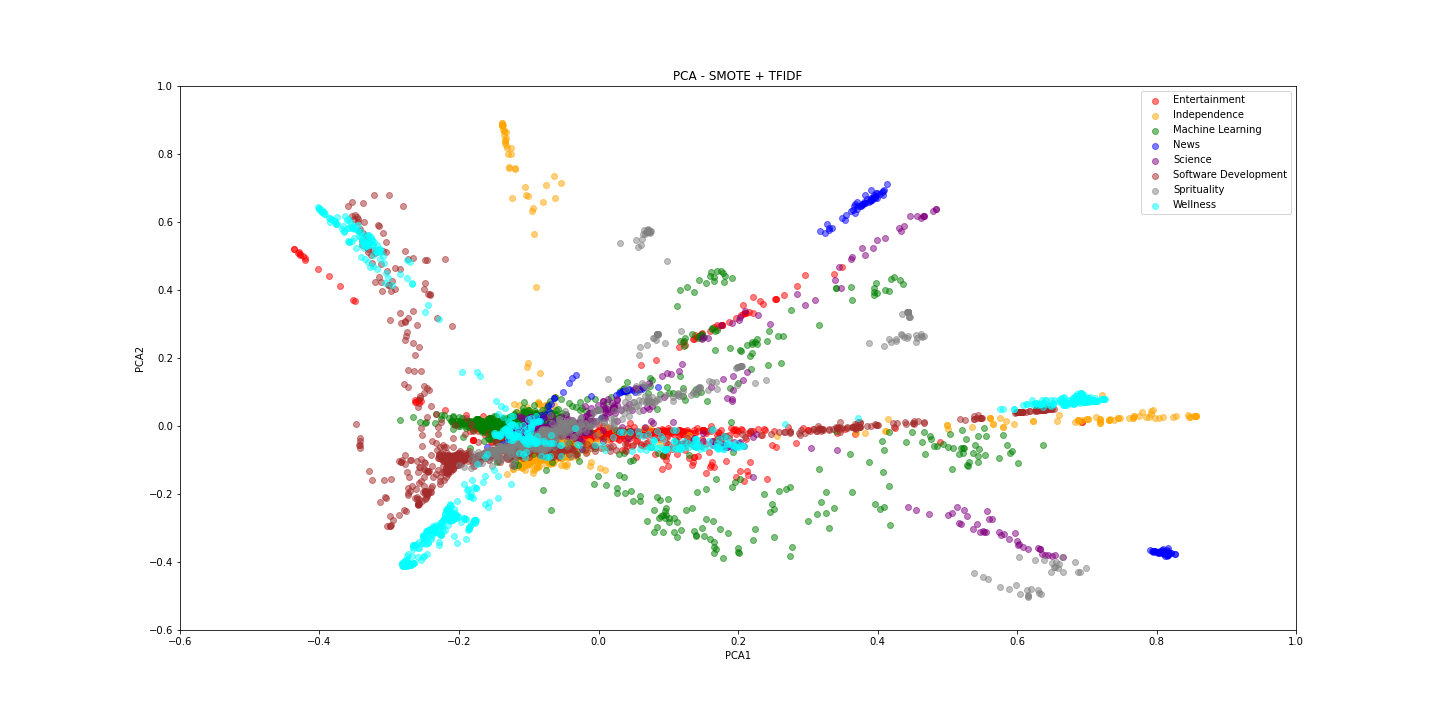 PCA - SMOTE + TFIDF
1.0
0.8
0.6
0.4
0.2
0.0
−0.2
−0.4
−0.6
PCA2
Entertainment
Independence
Machine Learning
News
Science
Software Development
Sprituality
Wellness
−0.6 −0.4 −0.2 0.0 0.2 0.4 0.6 0.8 1.0
PCA1